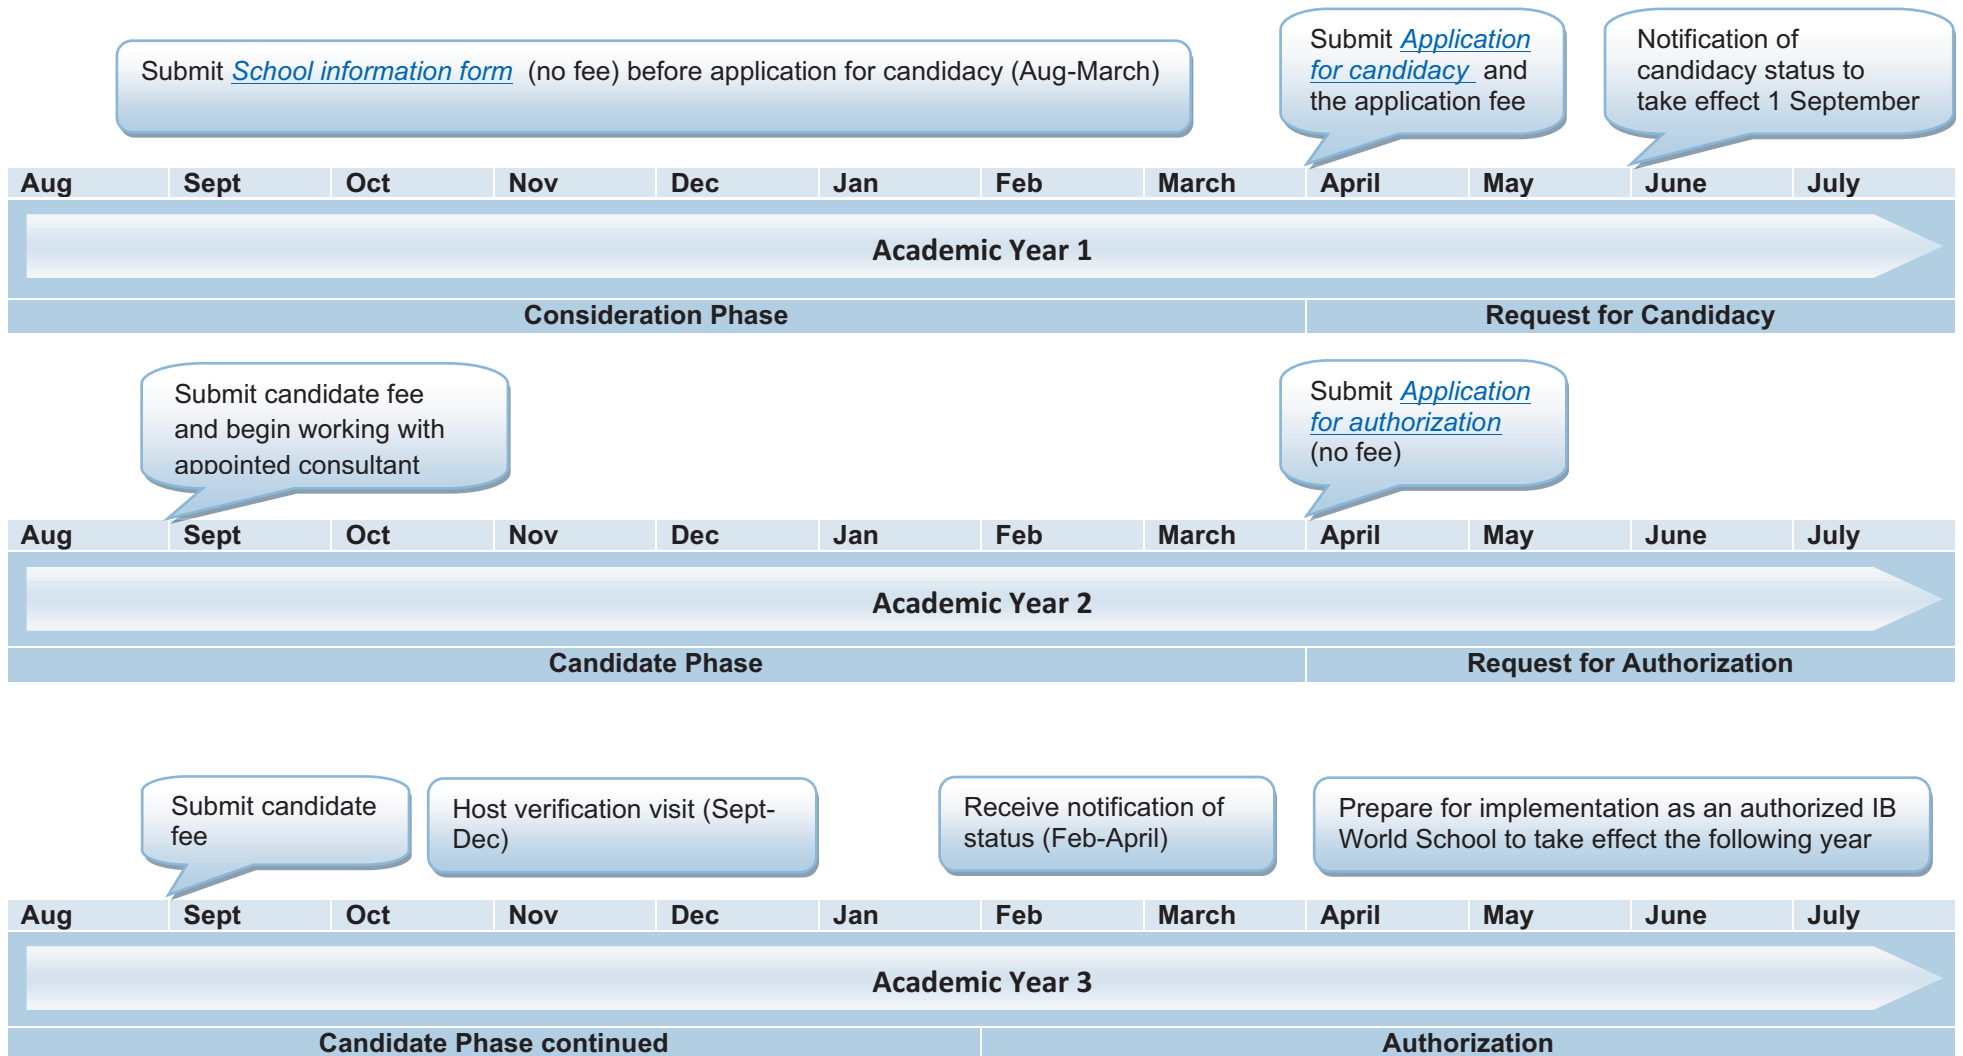 Submit School information form (no fee) before application for candidacy (Aug-March)
Submit Application
for candidacy and
the application fee
Notification of
candidacy status to
take effect 1 September
Aug Sept Oct Nov Dec Jan Feb March April May June July
Academic Year 1
Consideration Phase Request for Candidacy
Submit candidate fee
and begin working with
appointed consultant
Submit Application
for authorization
(no fee)
Aug Sept Oct Nov Dec Jan Feb March April May June July
Academic Year 2
Candidate Phase Request for Authorization
Submit candidate
fee
Host verification visit (Sept-
Dec)
Receive notification of
status (Feb-April)
Prepare for implementation as an authorized IB
World School to take effect the following year
Aug Sept Oct Nov Dec Jan Feb March April May June July
Academic Year 3
Candidate Phase continued Authorization